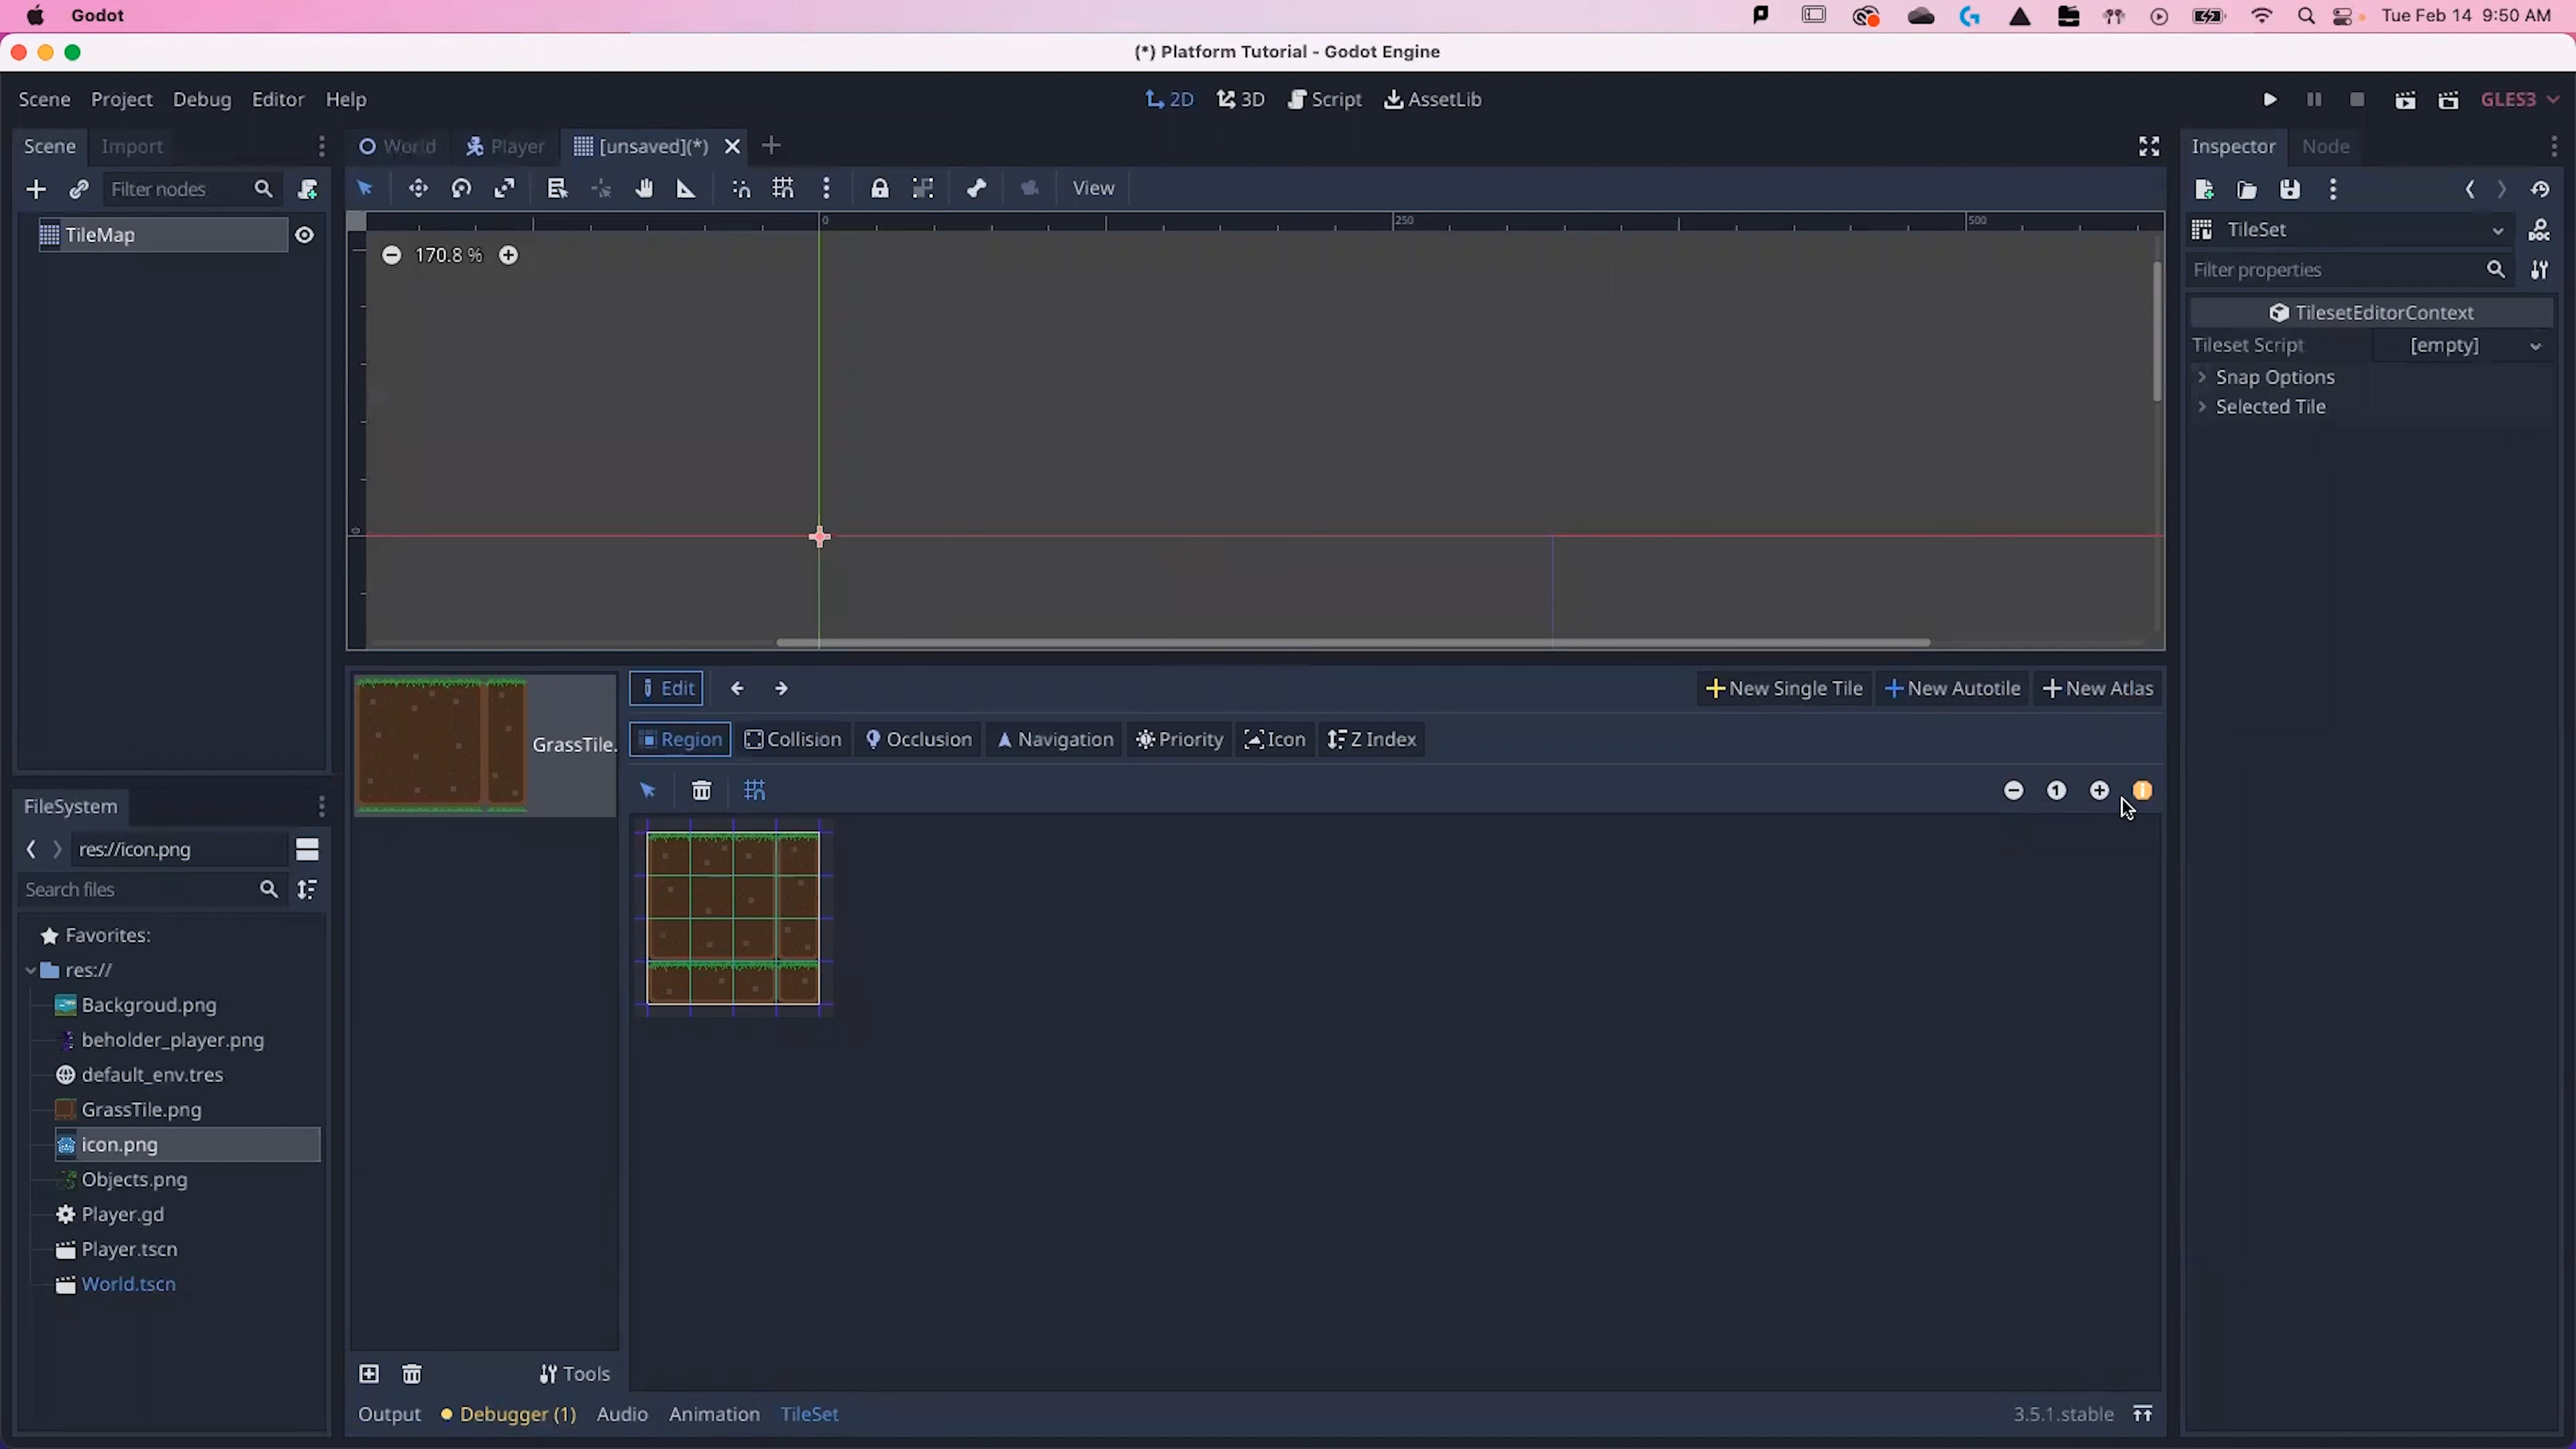 Godot
Tue Feb 14 9:50 AM
(*) Platform Tutorial - Godot Engine
Scene Project Debug Editor Help
2D 3D Script AssetLib
GLES3
Scene Import
World Player [unsaved](*)
Inspector Node
Filter nodes
View
TileMap
0 250 500
170.8 %
0
TileSet
DOC
Filter properties
TilesetEditorContext
Tileset Script [empty]
Snap Options
Selected Tile
GrassTile.
Edit
New Single Tile New Autotile New Atlas
Region Collision Occlusion Navigation Priority Icon Z Index
1
FileSystem
res://icon.png
Search files
Favorites:
res://
Backgroud.png
beholder_player.png
default_env.tres
GrassTile.png
icon.png
Objects.png
Player.gd
Player.tscn
World.tscn
Tools
Output Debugger (1) Audio Animation TileSet
3.5.1.stable